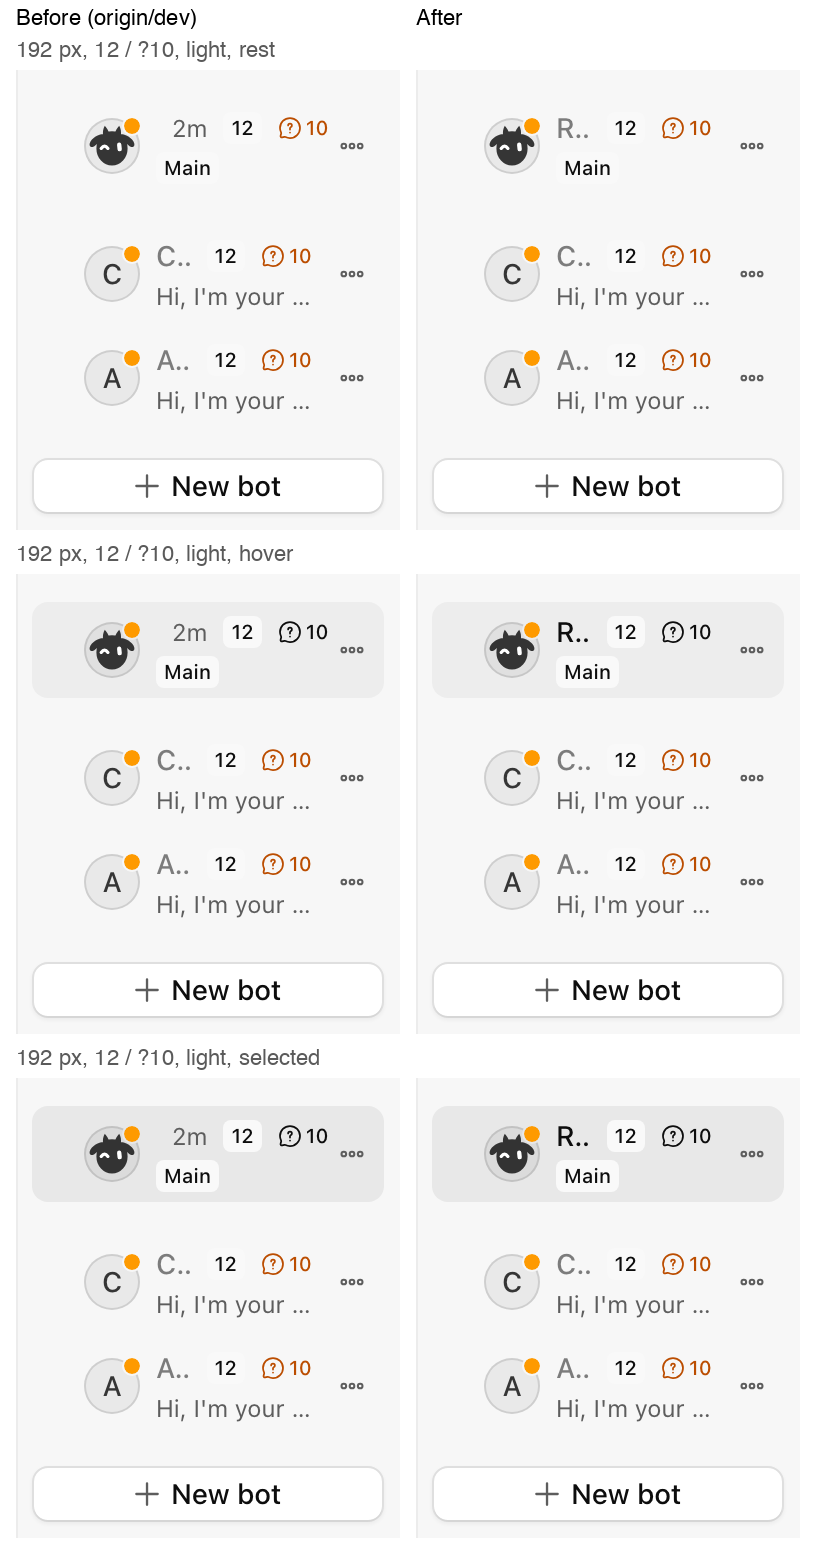 Before (origin/dev) After
192 px, 12 / ?10, light, rest
2m 12 ?10 R.. 12 ?10
Main Main
C C.. 12 ?10 C C.. 12 ?10
Hi, I'm your ... Hi, I'm your ...
A A.. 12 ?10 A A.. 12 ?10
Hi, I'm your ... Hi, I'm your ...
+ New bot + New bot
192 px, 12 / ?10, light, hover
2m 12 ?10 R.. 12 ?10
Main Main
C C.. 12 ?10 C C.. 12 ?10
Hi, I'm your ... Hi, I'm your ...
A A.. 12 ?10 A A.. 12 ?10
Hi, I'm your ... Hi, I'm your ...
+ New bot + New bot
192 px, 12 / ?10, light, selected
2m 12 ?10 R.. 12 ?10
Main Main
C C.. 12 ?10 C C.. 12 ?10
Hi, I'm your ... Hi, I'm your ...
A A.. 12 ?10 A A.. 12 ?10
Hi, I'm your ... Hi, I'm your ...
+ New bot + New bot